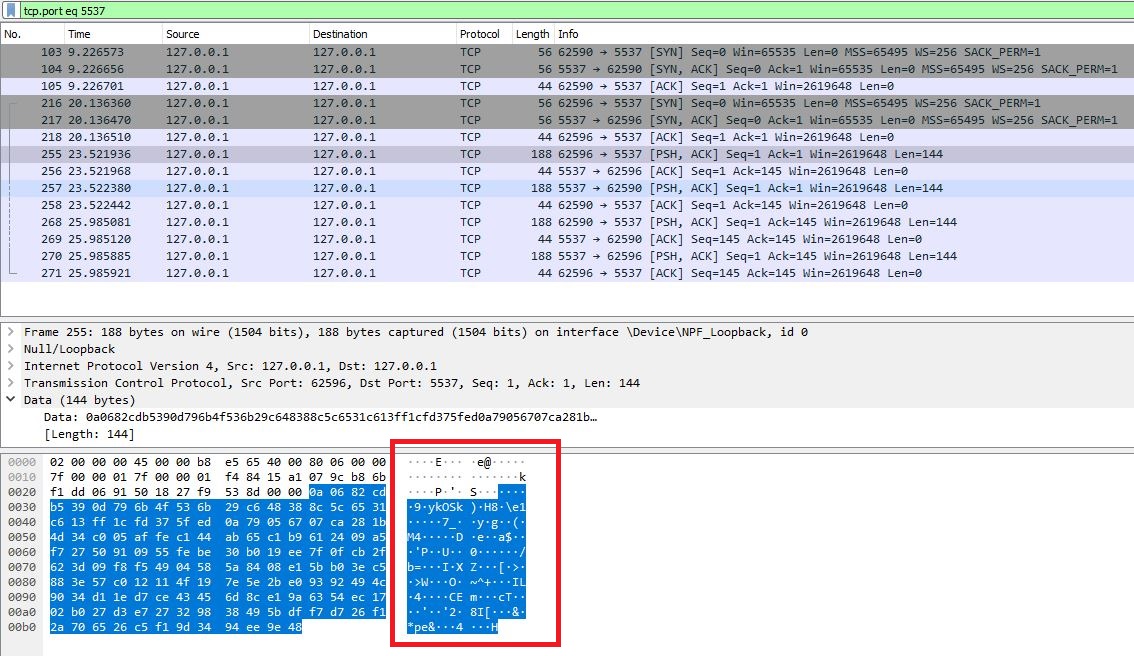 tcp.port eq 5537
No. Time Source Destination Protocol Length Info
103 9.226573 127.0.0.1 127.0.0.1 TCP 56 62590 → 5537 [SYN] Seq=0 Win=65535 Len=0 MSS=65495 WS=256 SACK_PERM=1
104 9.226656 127.0.0.1 127.0.0.1 TCP 56 5537 → 62590 [SYN, ACK] Seq=0 Ack=1 Win=65535 Len=0 MSS=65495 WS=256 SACK_PERM=1
105 9.226701 127.0.0.1 127.0.0.1 TCP 44 62590 → 5537 [ACK] Seq=1 Ack=1 Win=2619648 Len=0
216 20.136360 127.0.0.1 127.0.0.1 TCP 56 62596 → 5537 [SYN] Seq=0 Win=65535 Len=0 MSS=65495 WS=256 SACK_PERM=1
217 20.136470 127.0.0.1 127.0.0.1 TCP 56 5537 → 62596 [SYN, ACK] Seq=0 Ack=1 Win=65535 Len=0 MSS=65495 WS=256 SACK_PERM=1
218 20.136510 127.0.0.1 127.0.0.1 TCP 44 62596 → 5537 [ACK] Seq=1 Ack=1 Win=2619648 Len=0
255 23.521936 127.0.0.1 127.0.0.1 TCP 188 62596 → 5537 [PSH, ACK] Seq=1 Ack=1 Win=2619648 Len=144
256 23.521968 127.0.0.1 127.0.0.1 TCP 44 5537 → 62596 [ACK] Seq=1 Ack=145 Win=2619648 Len=0
257 23.522380 127.0.0.1 127.0.0.1 TCP 188 5537 → 62590 [PSH, ACK] Seq=1 Ack=1 Win=2619648 Len=144
258 23.522442 127.0.0.1 127.0.0.1 TCP 44 62590 → 5537 [ACK] Seq=1 Ack=145 Win=2619648 Len=0
268 25.985081 127.0.0.1 127.0.0.1 TCP 188 62590 → 5537 [PSH, ACK] Seq=1 Ack=145 Win=2619648 Len=144
269 25.985120 127.0.0.1 127.0.0.1 TCP 44 5537 → 62590 [ACK] Seq=145 Ack=145 Win=2619648 Len=0
270 25.985885 127.0.0.1 127.0.0.1 TCP 188 5537 → 62596 [PSH, ACK] Seq=1 Ack=145 Win=2619648 Len=144
271 25.985921 127.0.0.1 127.0.0.1 TCP 44 62596 → 5537 [ACK] Seq=145 Ack=145 Win=2619648 Len=0
Frame 255: 188 bytes on wire (1504 bits), 188 bytes captured (1504 bits) on interface \Device\NPF_Loopback, id 0
Null/Loopback
Internet Protocol Version 4, Src: 127.0.0.1, Dst: 127.0.0.1
Transmission Control Protocol, Src Port: 62596, Dst Port: 5537, Seq: 1, Ack: 1, Len: 144
Data (144 bytes)
Data: 0a0682cdb5390d796b4f536b29c648388c5c6531c613ff1cfd375fed0a79056707ca281b…
[Length: 144]
0000 02 00 00 00 45 00 00 b8 e5 65 40 00 80 06 00 00 ····E··· ·e@·····
0010 7f 00 00 01 7f 00 00 01 f4 84 15 a1 07 9c b8 6b ········ ·······k
0020 f1 dd 06 91 50 18 27 f9 53 8d 00 00 0a 06 82 cd ····P·'· S·······
0030 b5 39 0d 79 6b 4f 53 6b 29 c6 48 38 8c 5c 65 31 ·9·ykOSk )·H8·\e1
0040 c6 13 ff 1c fd 37 5f ed 0a 79 05 67 07 ca 28 1b ·····7_· ·y·g··(·
0050 4d 34 c0 05 af fe c1 44 ab 65 c1 b9 61 24 09 a5 M4·····D ·e··a$··
0060 f7 27 50 91 09 55 fe be 30 b0 19 ee 7f 0f cb 2f ·'P··U·· 0······/
0070 62 3d 09 f8 f5 49 04 58 5a 84 08 e1 5b b0 3e c5 b=···I·X Z···[·>·
0080 88 3e 57 c0 12 11 4f 19 7e 5e 2b e0 93 92 49 4c ·>W···O· ~^+···IL
0090 90 34 d1 1e d7 ce 43 45 6d 8c e1 9a 63 54 ec 17 ·4····CE m···cT··
00a0 02 b0 27 d3 e7 27 32 98 38 49 5b df f7 d7 26 f1 ··'··'2· 8I[···&·
00b0 2a 70 65 26 c5 f1 9d 34 94 ee 9e 48 *pe&···4 ···H